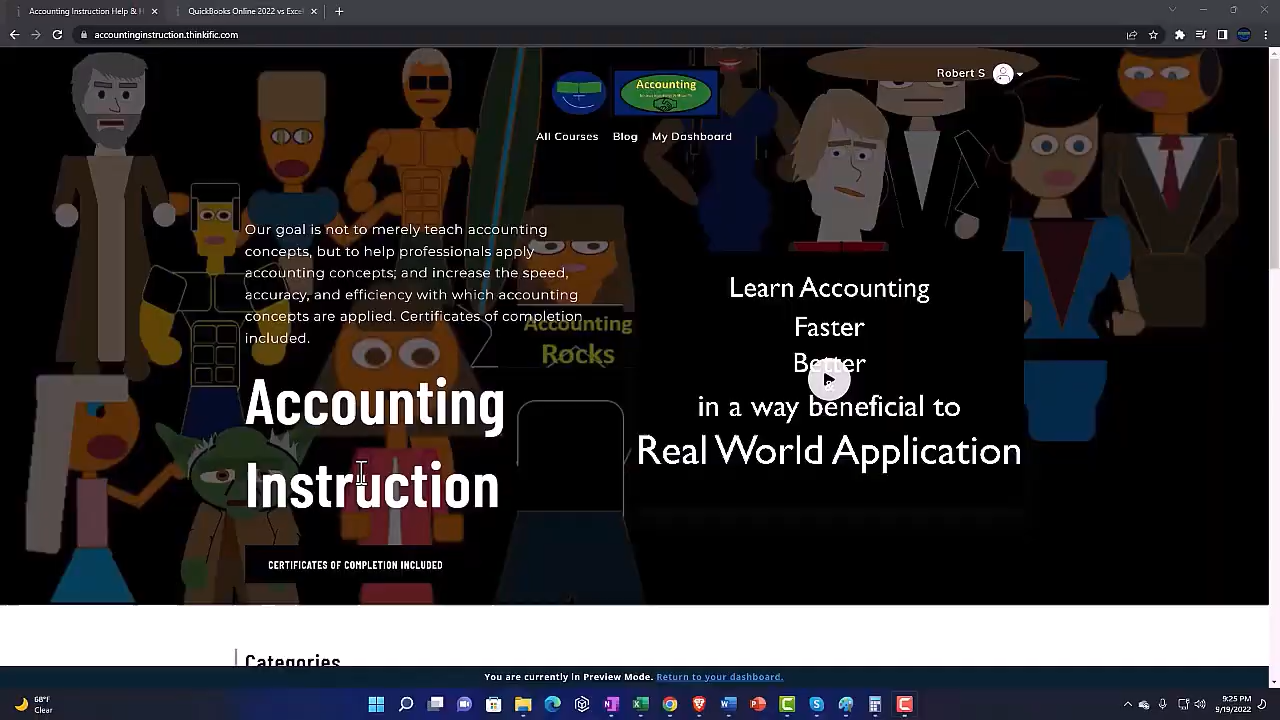 Accounting Instruction Help & H
QuickBooks Online 2022 vs Excel
accountinginstruction.thinkific.com
Robert S
Accounting
All Courses
Blog
My Dashboard
Our goal is not to merely teach accounting
concepts, but to help professionals apply
accounting concepts; and increase the speed,
accuracy, and efficiency with which accounting
concepts are applied. Certificates of completion
included.
Accounting
Rocks
Accounting
Instruction
CERTIFICATES OF COMPLETION INCLUDED
Learn Accounting
Faster
Better
&
in a way beneficial to
Real World Application
Categories
You are currently in Preview Mode. Return to your dashboard.
68°F
Clear
9:25 PM
9/19/2022